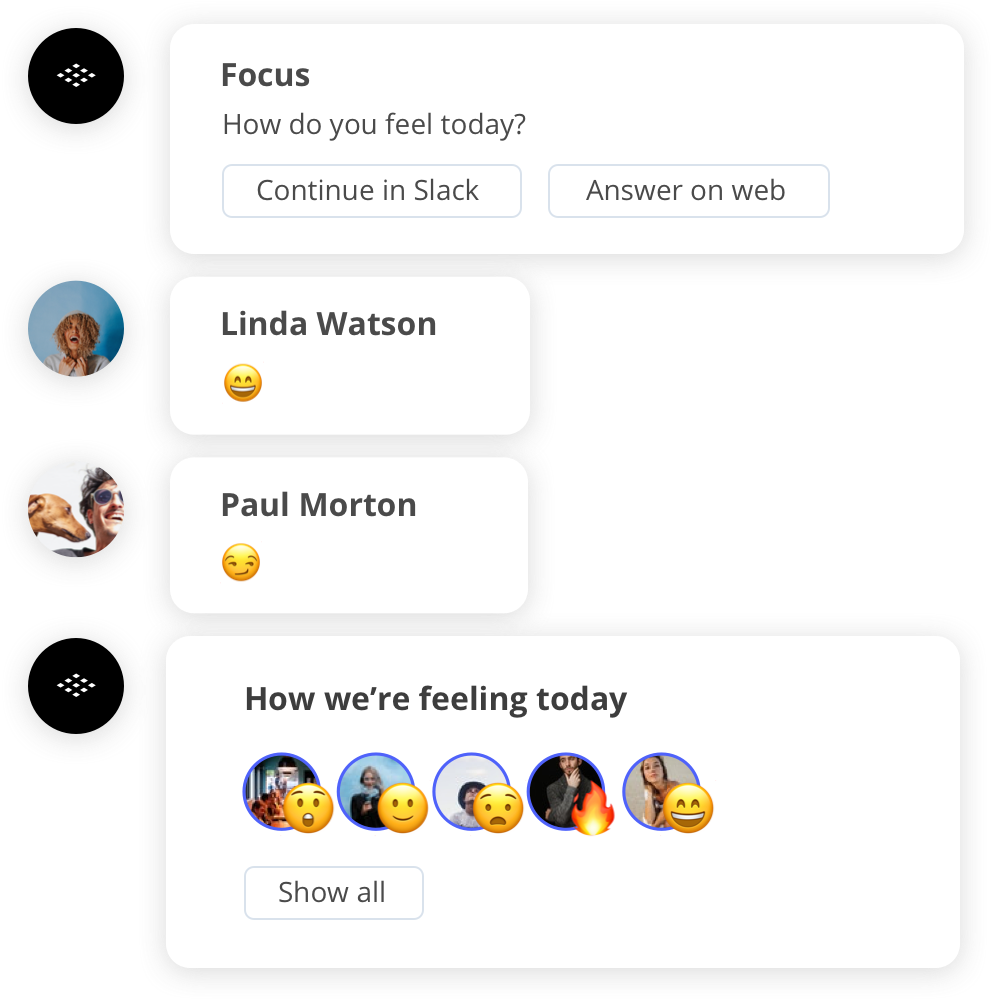 Focus
How do you feel today?
Continue in Slack
Answer on web
Linda Watson
😄
Paul Morton
😏
How we’re feeling today
😲 🙂 😧 🔥 😄
Show all